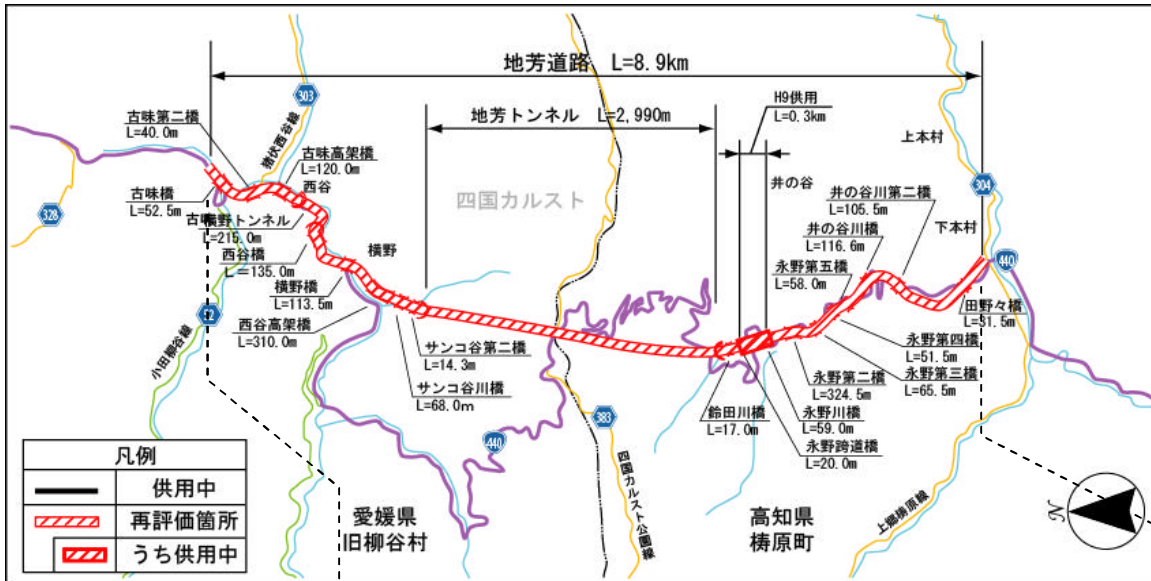 地芳道路 L=8.9km
地芳トンネル L=2,990m
H9供用
L=0.3km
303
猪伏西谷線
古味第二橋
L=40.0m
古味高架橋
L=120.0m
西谷
古味橋
L=52.5m
328
古味
横野トンネル
L=215.0m
西谷橋
L=135.0m
横野
横野橋
L=113.5m
西谷高架橋
L=310.0m
小田柳谷線
サンコ谷第二橋
L=14.3m
サンコ谷川橋
L=68.0m
四国カルスト
井の谷
上本村
304
下本村
井の谷川第二橋
L=105.5m
井の谷川橋
L=116.6m
永野第五橋
L=58.0m
440
田野々橋
L=31.5m
永野第四橋
L=51.5m
永野第三橋
L=65.5m
永野第二橋
L=324.5m
永野川橋
L=59.0m
永野跨道橋
L=20.0m
鈴田川橋
L=17.0m
383
440
四国カルスト公園線
上郷梼原線
愛媛県
旧柳谷村
高知県
梼原町
N
凡例
供用中
再評価箇所
うち供用中